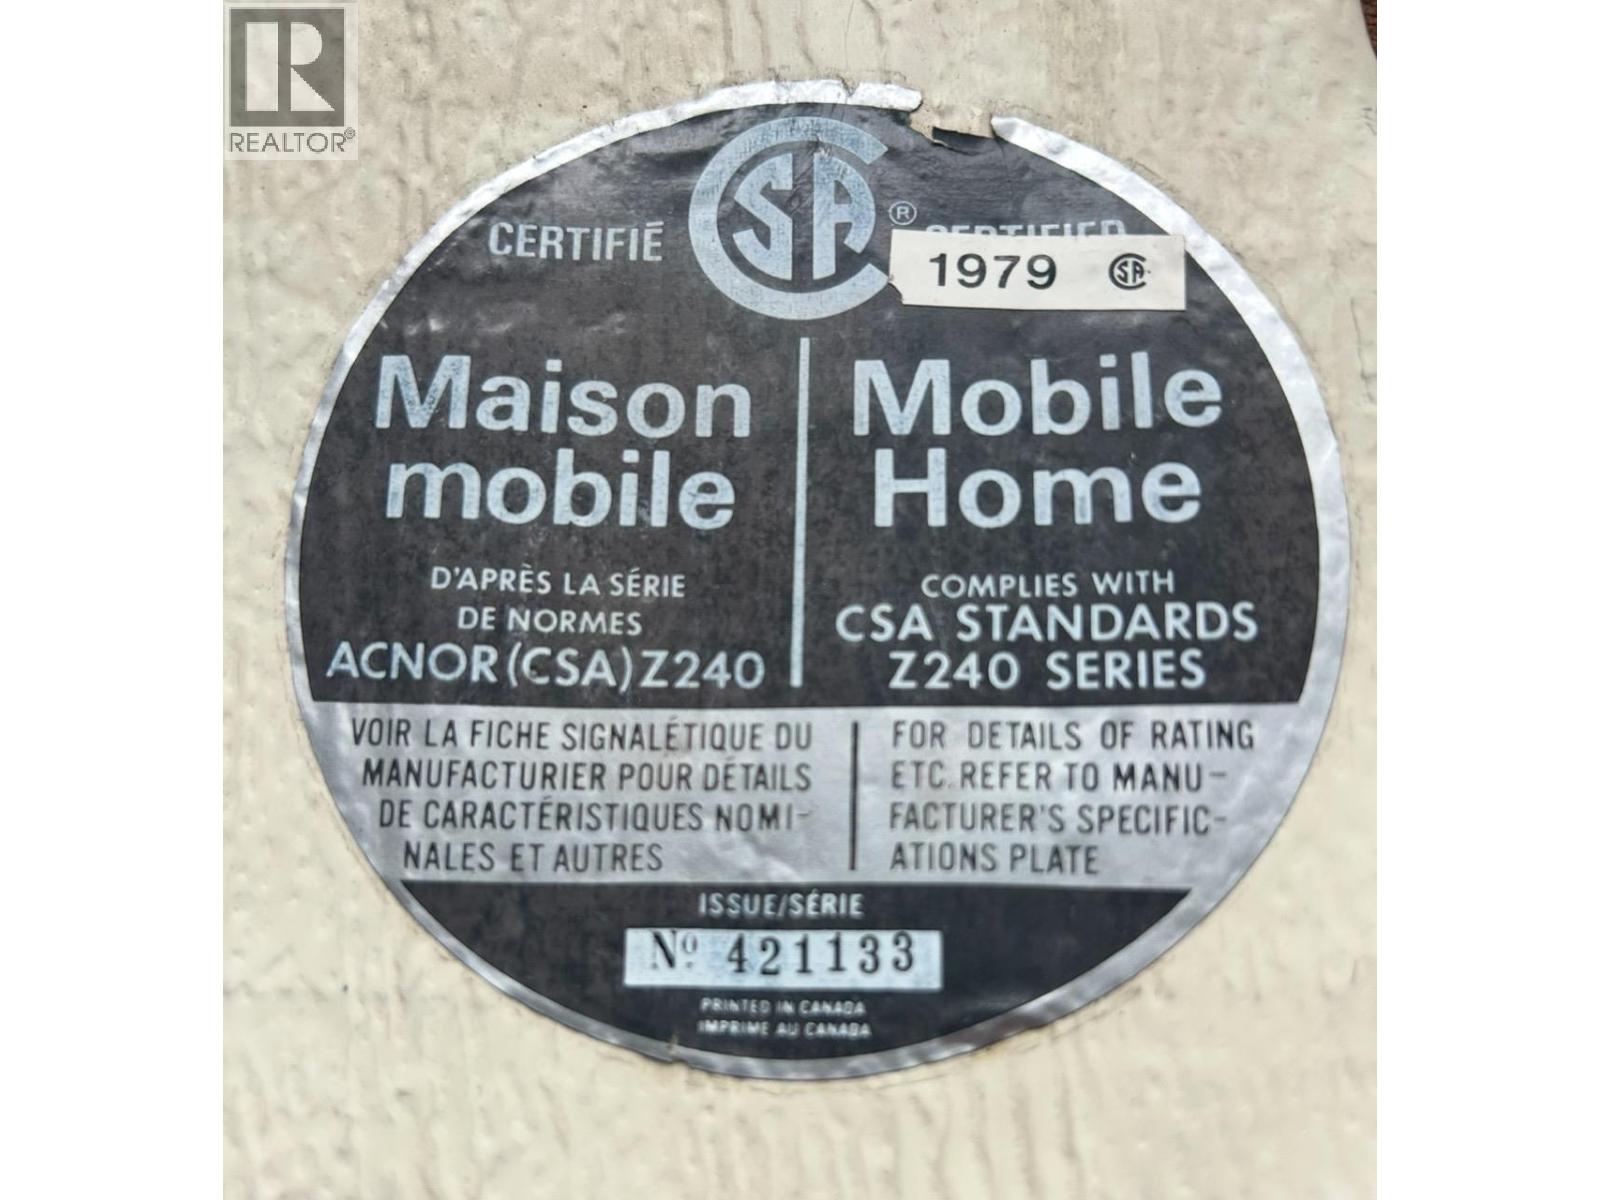 REALTOR®
CSA ®
CERTIFIÉ
CERTIFIED
1979 CSA
Maison
mobile
D'APRÈS LA SÉRIE
DE NORMES
ACNOR (CSA) Z240
Mobile
Home
COMPLIES WITH
CSA STANDARDS
Z240 SERIES
VOIR LA FICHE SIGNALÉTIQUE DU
MANUFACTURIER POUR DÉTAILS
DE CARACTÉRISTIQUES NOMI-
NALES ET AUTRES
FOR DETAILS OF RATING
ETC. REFER TO MANU-
FACTURER'S SPECIFIC-
ATIONS PLATE
ISSUE/SÉRIE
Nº 421133
PRINTED IN CANADA
IMPRIME AU CANADA